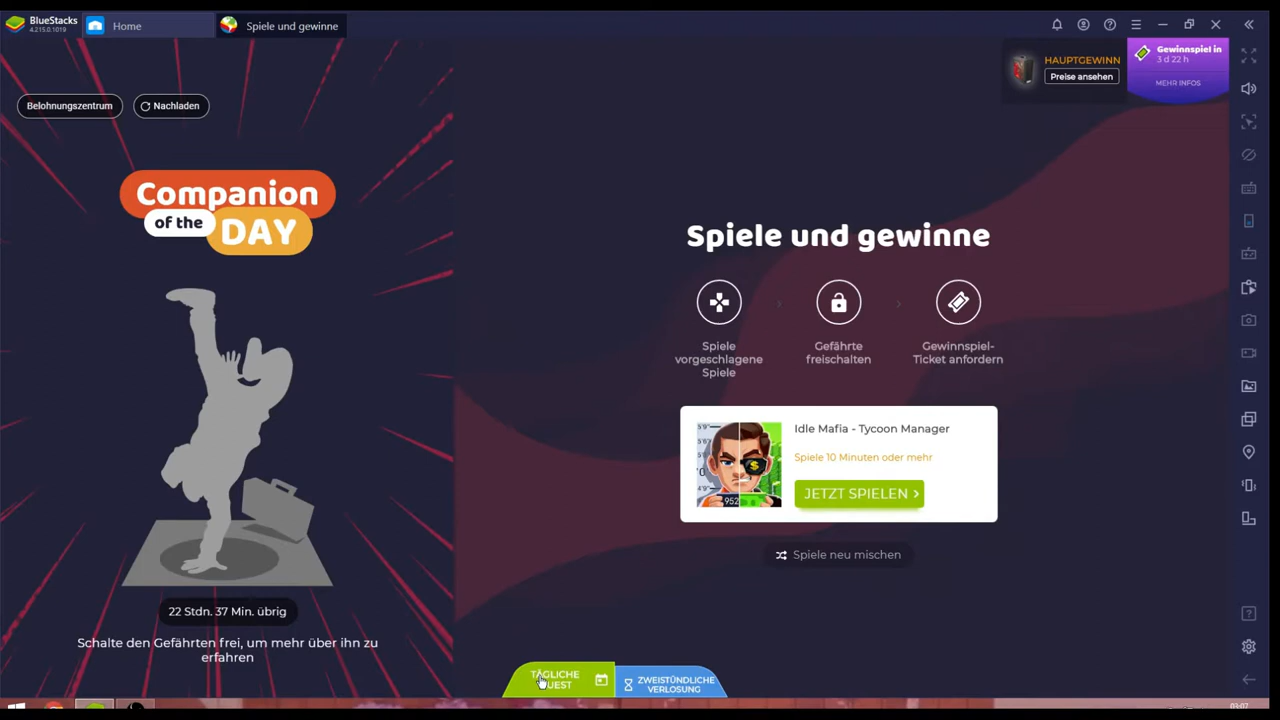 BlueStacks
4.215.0.1019
Home
Spiele und gewinne
HAUPTGEWINN
Preise ansehen
Gewinnspiel in
3 d 22 h
MEHR INFOS
Belohnungszentrum
Nachladen
Companion
of the
DAY
Spiele und gewinne
Spiele
vorgeschlagene
Spiele
Gefährte
freischalten
Gewinnspiel-
Ticket anfordern
Idle Mafia - Tycoon Manager
Spiele 10 Minuten oder mehr
JETZT SPIELEN
952
Spiele neu mischen
22 Stdn. 37 Min. übrig
Schalte den Gefährten frei, um mehr über ihn zu
erfahren
TÄGLICHE
ZWEISTÜNDLICHE
VERLOSUNG
03:07